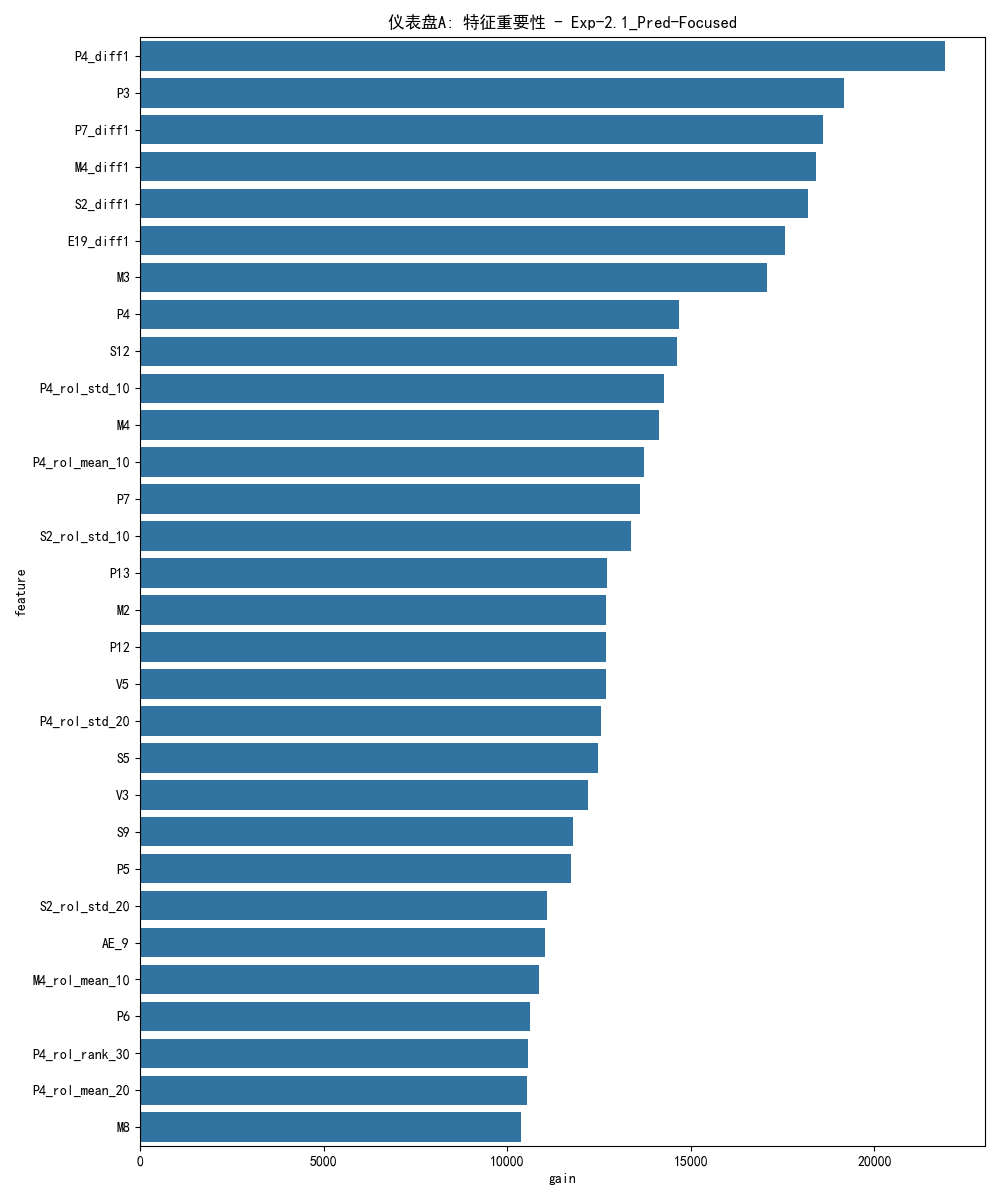 仪表盘A: 特征重要性 - Exp-2.1_Pred-Focused
P4_diff1
P3
P7_diff1
M4_diff1
S2_diff1
E19_diff1
M3
P4
S12
P4_rol_std_10
M4
P4_rol_mean_10
P7
S2_rol_std_10
P13
M2
P12
V5
P4_rol_std_20
S5
V3
S9
P5
S2_rol_std_20
AE_9
M4_rol_mean_10
P6
P4_rol_rank_30
P4_rol_mean_20
M8
feature
0 5000 10000 15000 20000
gain